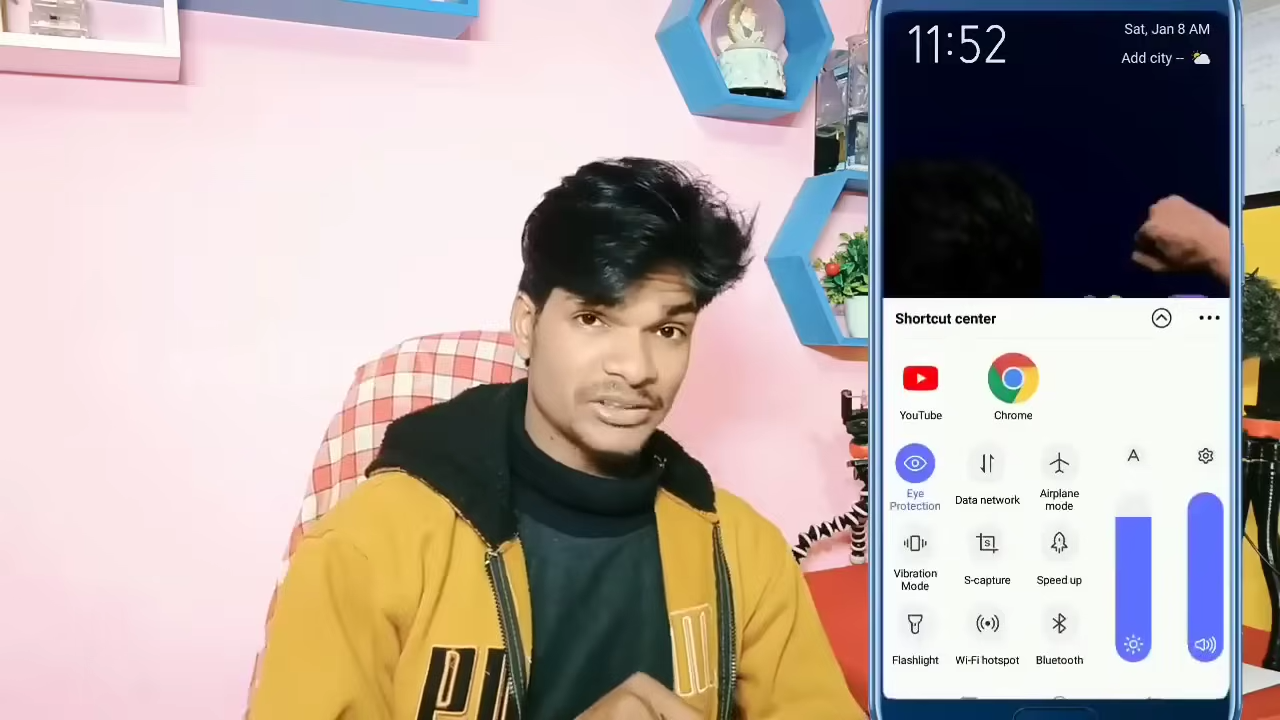 11:52
Sat, Jan 8 AM
Add city --
Shortcut center
YouTube
Chrome
A
Eye
Protection
Data network
Airplane
mode
Vibration
Mode
S-capture
Speed up
Flashlight
Wi-Fi hotspot
Bluetooth